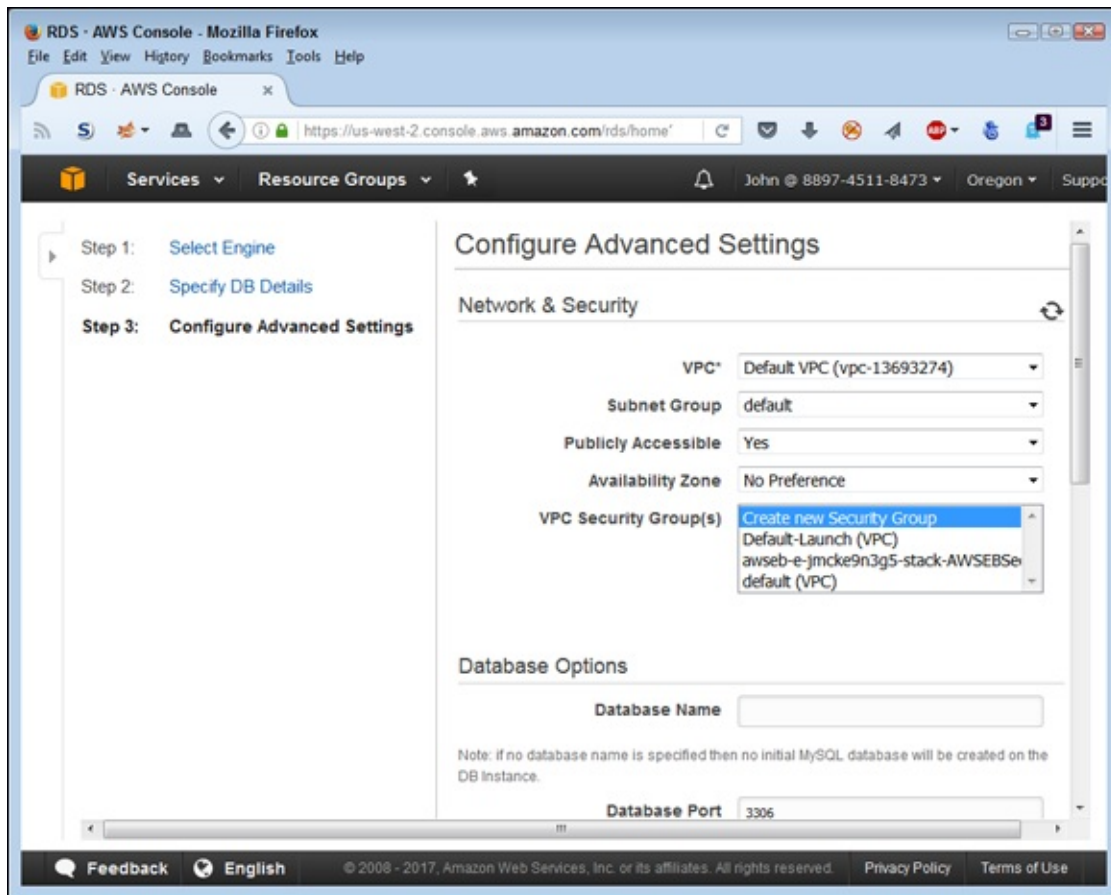 RDS · AWS Console - Mozilla Firefox
File Edit View History Bookmarks Tools Help
RDS · AWS Console ×
S) https://us-west-2.console.aws.amazon.com/rds/home' ABP 3
Services Resource Groups John @ 8897-4511-8473 Oregon Suppo
Step 1: Select Engine
Step 2: Specify DB Details
Step 3: Configure Advanced Settings
Configure Advanced Settings
Network & Security
VPC* Default VPC (vpc-13693274)
Subnet Group default
Publicly Accessible Yes
Availability Zone No Preference
VPC Security Group(s) Create new Security Group
Default-Launch (VPC)
awseb-e-jmcke9n3g5-stack-AWSEBSe
default (VPC)
Database Options
Database Name
Note: if no database name is specified then no initial MySQL database will be created on the
DB Instance.
Database Port 3306
Feedback English © 2008 - 2017, Amazon Web Services, Inc. or its affiliates. All rights reserved. Privacy Policy Terms of Use